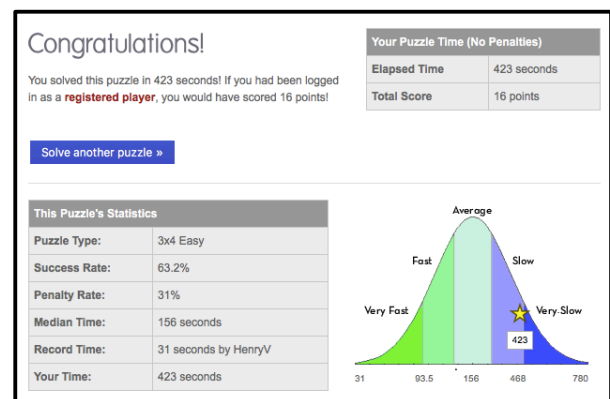 Congratulations!
You solved this puzzle in 423 seconds! If you had been logged
in as a registered player, you would have scored 16 points!
Solve another puzzle »
Your Puzzle Time (No Penalties)
Elapsed Time 423 seconds
Total Score 16 points
This Puzzle's Statistics
Puzzle Type: 3x4 Easy
Success Rate: 63.2%
Penalty Rate: 31%
Median Time: 156 seconds
Record Time: 31 seconds by HenryV
Your Time: 423 seconds
Average
Fast Slow
Very Fast Very Slow
423
31 93.5 156 468 780